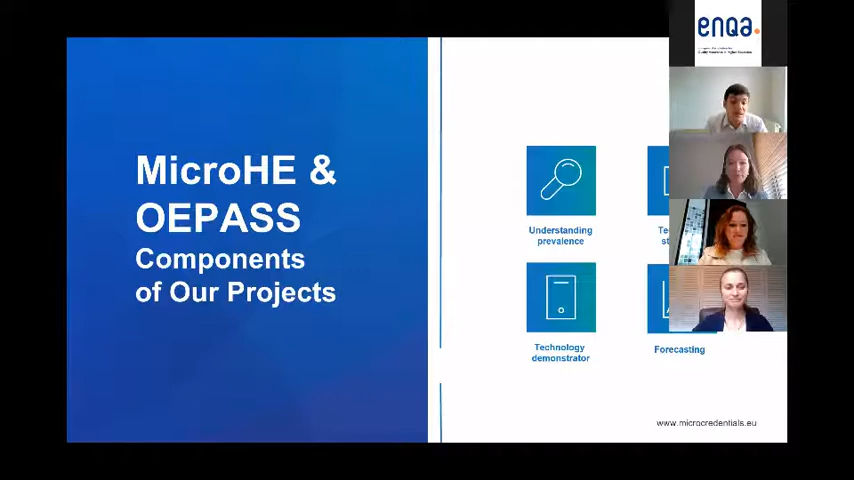 enqa.
MicroHE &
OEPASS
Components
of Our Projects
Understanding
prevalence
Technology
demonstrator
Forecasting
www.microcredentials.eu